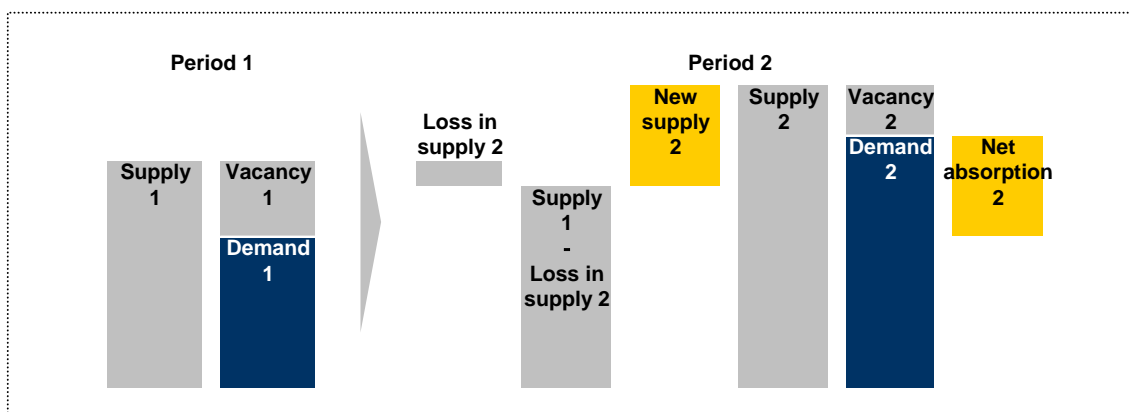 Period 1
Period 2
Supply
1
Vacancy
1
Demand
1
Loss in
supply 2
Supply
1
-
Loss in
supply 2
New
supply
2
Supply
2
Vacancy
2
Demand
2
Net
absorption
2